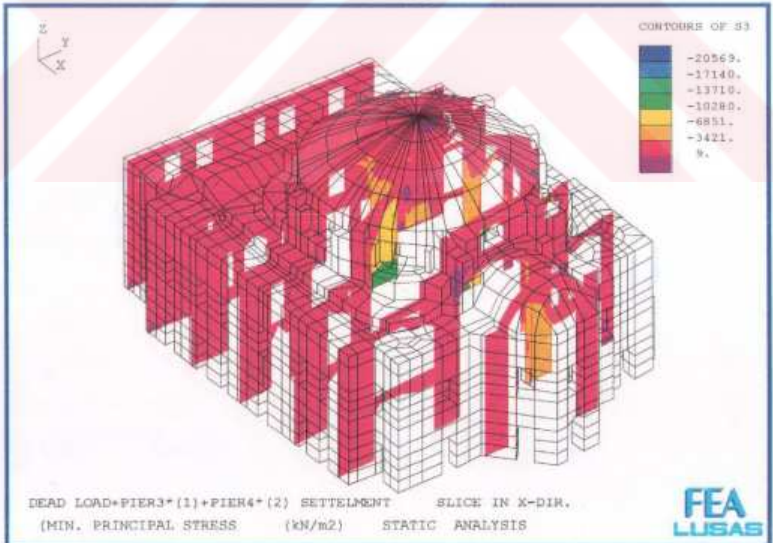 CONTOURS OF S3
Z
Y
X
-20569.
-17140.
-13710.
-10280.
-6851.
-3421.
9.
DEAD LOAD+PIER3*(1)+PIER4*(2) SETTELMENT SLICE IN X-DIR.
(MIN. PRINCIPAL STRESS (kN/m2) STATIC ANALYSIS
FEA
LUSAS